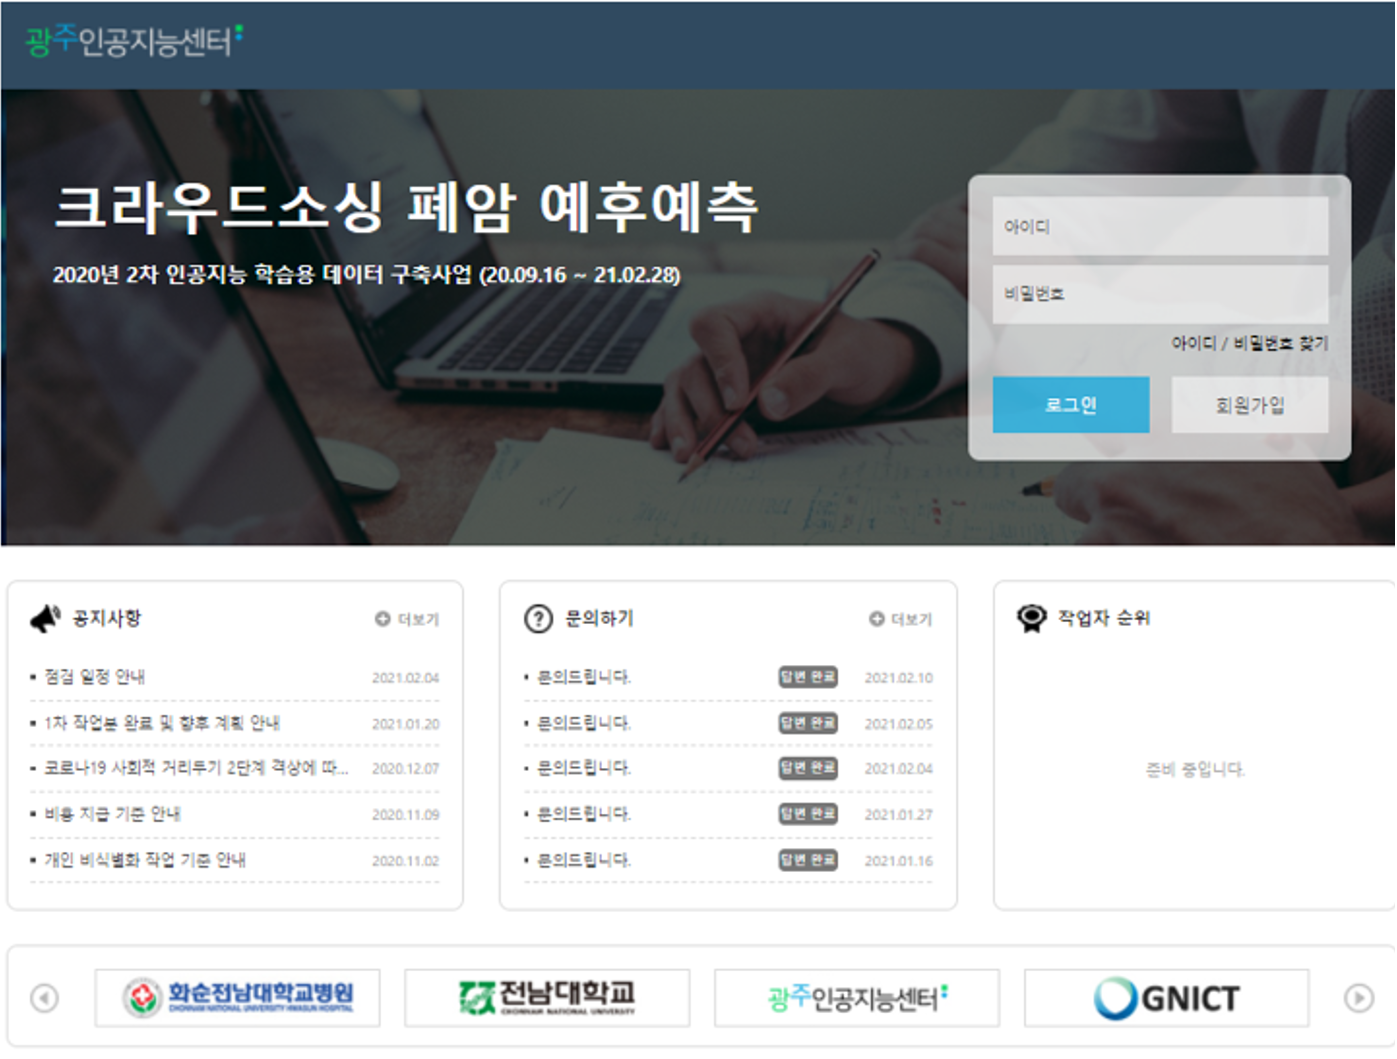 광주인공지능센터
크라우드소싱 폐암 예후예측
2020년 2차 인공지능 학습용 데이터 구축사업 (20.09.16 ~ 21.02.28)
아이디
비밀번호
아이디 / 비밀번호 찾기
로그인 회원가입
공지사항 더보기
점검 일정 안내 2021.02.04
1차 작업분 완료 및 향후 계획 안내 2021.01.20
코로나19 사회적 거리두기 2단계 격상에 따... 2020.12.07
비용 지급 기준 안내 2020.11.09
개인 비식별화 작업 기준 안내 2020.11.02
문의하기 더보기
문의드립니다. 답변 완료 2021.02.10
문의드립니다. 답변 완료 2021.02.05
문의드립니다. 답변 완료 2021.02.04
문의드립니다. 답변 완료 2021.01.27
문의드립니다. 답변 완료 2021.01.16
작업자 순위
준비 중입니다.
화순전남대학교병원
CHONNAM NATIONAL UNIVERSITY HWASUN HOSPITAL
전남대학교
CHONNAM NATIONAL UNIVERSITY
광주인공지능센터
GNICT